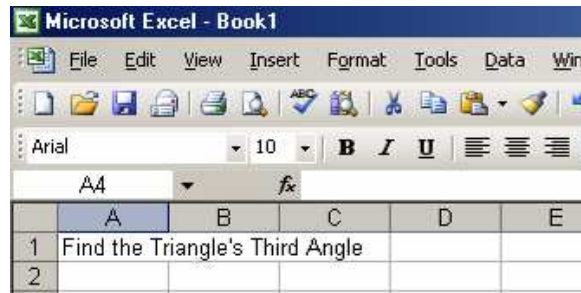 Microsoft Excel - Book1
File Edit View Insert Format Tools Data Win
ABC
Arial 10 B I U
A4 fx
A B C D E
1 Find the Triangle's Third Angle
2